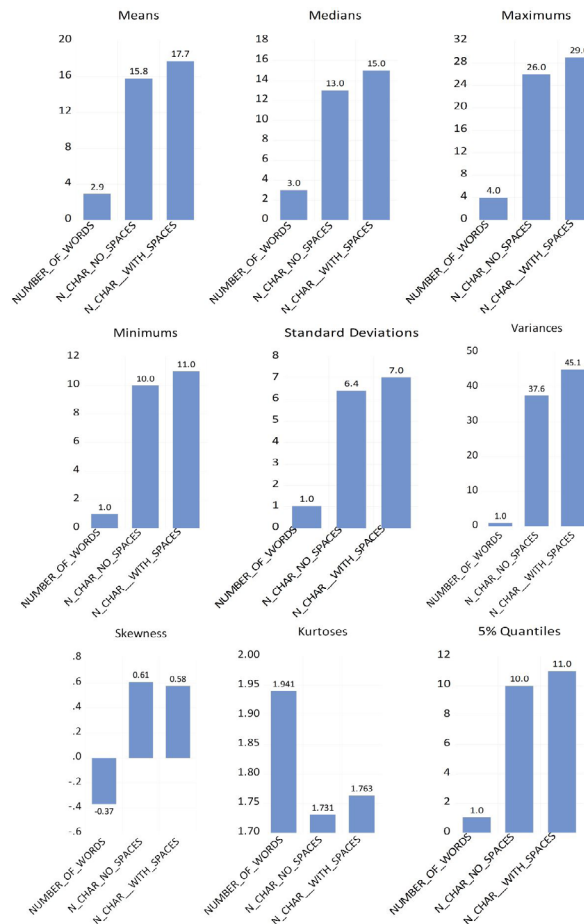 Means
20
16
12
8
4
0
2.9
15.8
17.7
NUMBER_OF_WORDS
N_CHAR_NO_SPACES
N_CHAR__WITH_SPACES
Medians
18
16
14
12
10
8
6
4
2
0
3.0
13.0
15.0
NUMBER_OF_WORDS
N_CHAR_NO_SPACES
N_CHAR__WITH_SPACES
Maximums
32
28
24
20
16
12
8
4
0
4.0
26.0
29.0
NUMBER_OF_WORDS
N_CHAR_NO_SPACES
N_CHAR__WITH_SPACES
Minimums
12
10
8
6
4
2
0
1.0
10.0
11.0
NUMBER_OF_WORDS
N_CHAR_NO_SPACES
N_CHAR__WITH_SPACES
Standard Deviations
8
7
6
5
4
3
2
1
0
1.0
6.4
7.0
NUMBER_OF_WORDS
N_CHAR_NO_SPACES
N_CHAR__WITH_SPACES
Variances
50
40
30
20
10
0
1.0
37.6
45.1
NUMBER_OF_WORDS
N_CHAR_NO_SPACES
N_CHAR__WITH_SPACES
Skewness
.8
.6
.4
.2
.0
-.2
-.4
-.6
-0.37
0.61
0.58
NUMBER_OF_WORDS
N_CHAR_NO_SPACES
N_CHAR__WITH_SPACES
Kurtoses
2.00
1.95
1.90
1.85
1.80
1.75
1.70
1.941
1.731
1.763
NUMBER_OF_WORDS
N_CHAR_NO_SPACES
N_CHAR__WITH_SPACES
5% Quantiles
12
10
8
6
4
2
0
1.0
10.0
11.0
NUMBER_OF_WORDS
N_CHAR_NO_SPACES
N_CHAR__WITH_SPACES